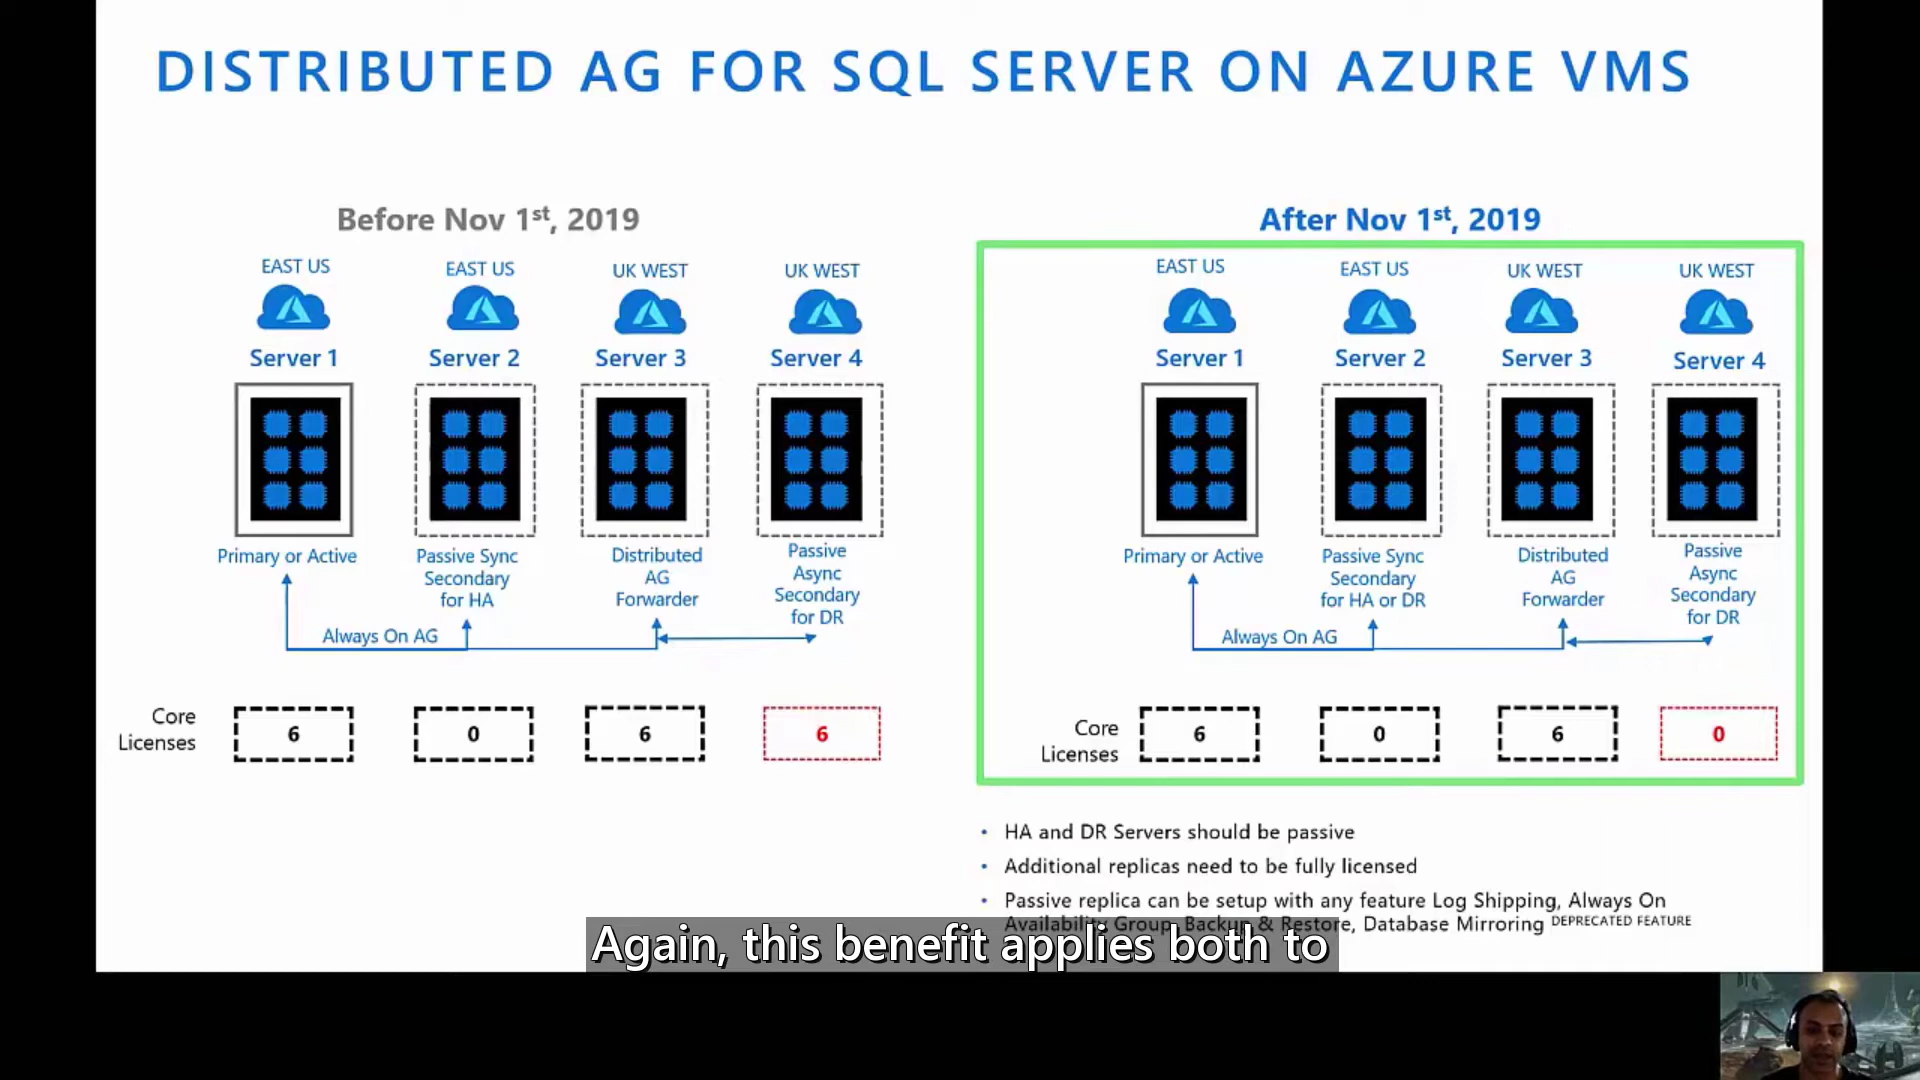 DISTRIBUTED AG FOR SQL SERVER ON AZURE VMS
Before Nov 1st, 2019
EAST US
EAST US
UK WEST
UK WEST
Server 1
Server 2
Server 3
Server 4
Primary or Active
Passive Sync
Secondary
for HA
Distributed
AG
Forwarder
Passive
Async
Secondary
for DR
Always On AG
Core
Licenses
6
0
6
6
After Nov 1st, 2019
EAST US
EAST US
UK WEST
UK WEST
Server 1
Server 2
Server 3
Server 4
Primary or Active
Passive Sync
Secondary
for HA or DR
Distributed
AG
Forwarder
Passive
Async
Secondary
for DR
Always On AG
Core
Licenses
6
0
6
0
• HA and DR Servers should be passive
• Additional replicas need to be fully licensed
• Passive replica can be setup with any feature Log Shipping, Always On
Availability Group, Backup & Restore, Database Mirroring DEPRECATED FEATURE
Again, this benefit applies both to